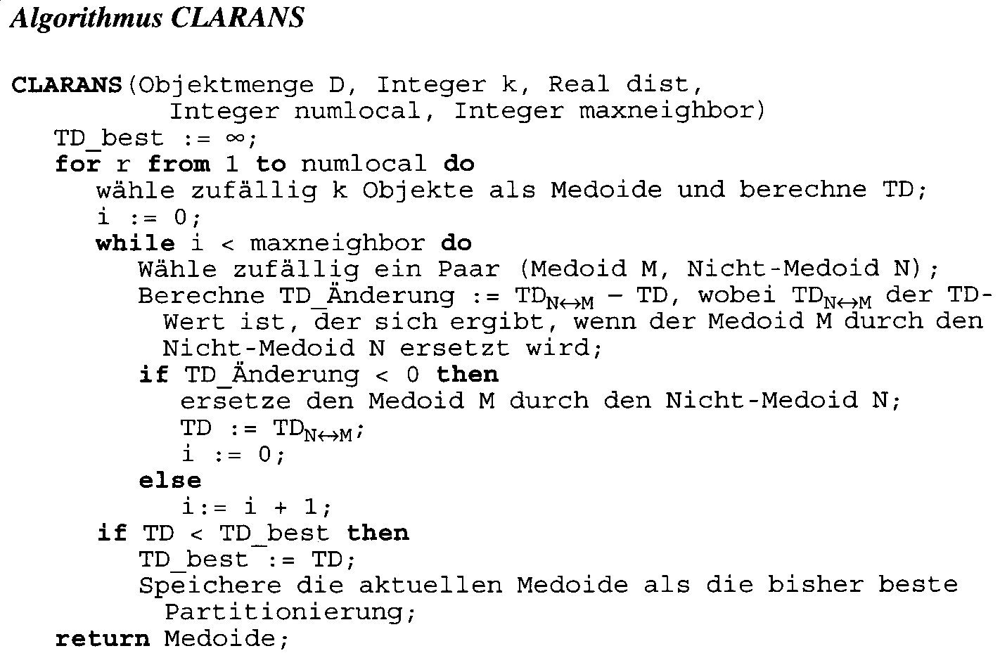 Algorithmus CLARANS
CLARANS(Objektmenge D, Integer k, Real dist,
Integer numlocal, Integer maxneighbor)
TD_best := ∞;
for r from 1 to numlocal do
wähle zufällig k Objekte als Medoide und berechne TD;
i := 0;
while i < maxneighbor do
Wähle zufällig ein Paar (Medoid M, Nicht-Medoid N);
Berechne TD_Änderung := TD_{N↔M} − TD, wobei TD_{N↔M} der TD-
Wert ist, der sich ergibt, wenn der Medoid M durch den
Nicht-Medoid N ersetzt wird;
if TD_Änderung < 0 then
ersetze den Medoid M durch den Nicht-Medoid N;
TD := TD_{N↔M};
i := 0;
else
i:= i + 1;
if TD < TD_best then
TD_best := TD;
Speichere die aktuellen Medoide als die bisher beste
Partitionierung;
return Medoide;